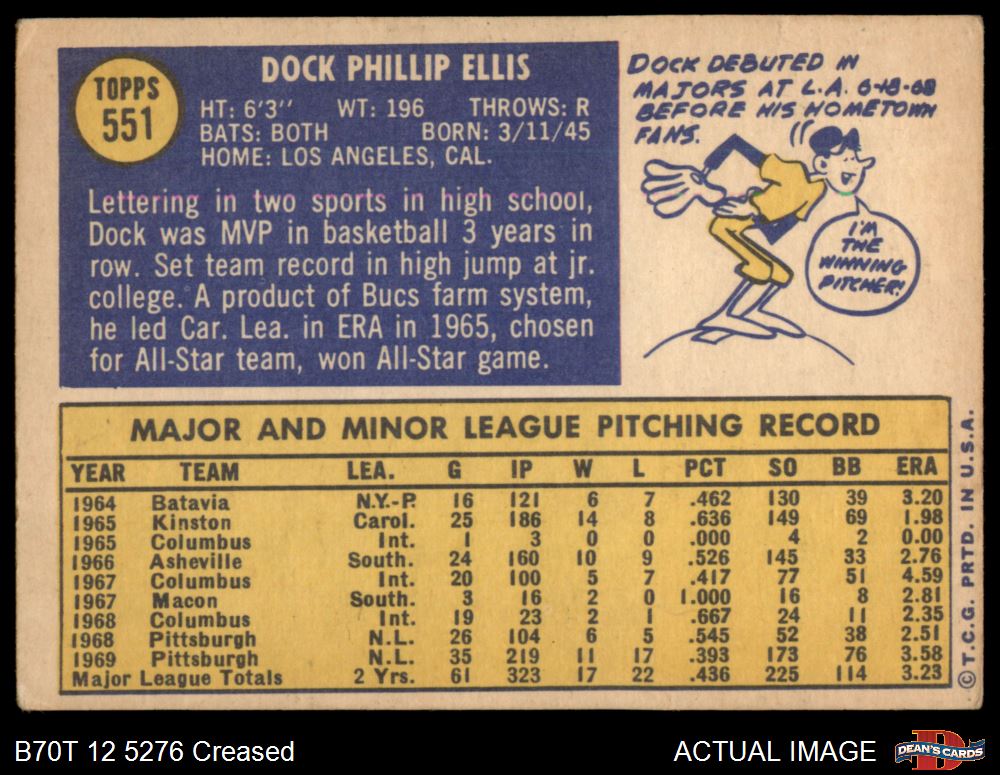 TOPPS
551
DOCK PHILLIP ELLIS
HT: 6'3" WT: 196 THROWS: R
BATS: BOTH BORN: 3/11/45
HOME: LOS ANGELES, CAL.
Lettering in two sports in high school,
Dock was MVP in basketball 3 years in
row. Set team record in high jump at jr.
college. A product of Bucs farm system,
he led Car. Lea. in ERA in 1965, chosen
for All-Star team, won All-Star game.
DOCK DEBUTED IN
MAJORS AT L.A. 6-18-68
BEFORE HIS HOMETOWN
FANS.
I'M
THE
WINNING
PITCHER!
MAJOR AND MINOR LEAGUE PITCHING RECORD
YEAR TEAM LEA. G IP W L PCT SO BB ERA
1964 Batavia N.Y.-P. 16 121 6 7 .462 130 39 3.20
1965 Kinston Carol. 25 186 14 8 .636 149 69 1.98
1965 Columbus Int. 1 3 0 0 .000 4 2 0.00
1966 Asheville South. 24 160 10 9 .526 145 33 2.76
1967 Columbus Int. 20 100 5 7 .417 77 51 4.59
1967 Macon South. 3 16 2 0 1.000 16 8 2.81
1968 Columbus Int. 19 23 2 1 .667 24 11 2.35
1968 Pittsburgh N.L. 26 104 6 5 .545 52 38 2.51
1969 Pittsburgh N.L. 35 219 11 17 .393 173 76 3.58
Major League Totals 2 Yrs. 61 323 17 22 .436 225 114 3.23
© T.C.G. PRTD. IN U.S.A.
B70T 12 5276 Creased
ACTUAL IMAGE
DEAN'S CARDS